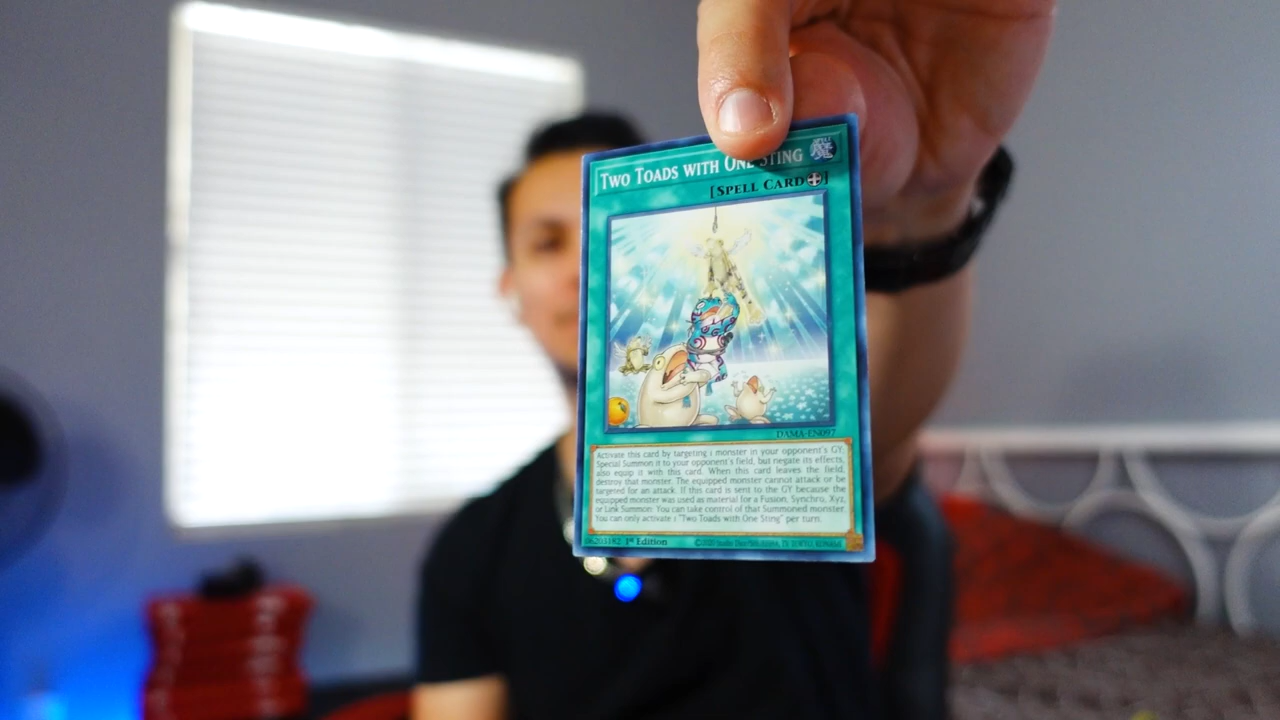 TWO TOADS WITH ONE STING
[SPELL CARD]
DAMA-EN097
Activate this card by targeting 1 monster in your opponent's GY;
Special Summon it to your opponent's field, but negate its effects,
also equip it with this card. When this card leaves the field,
destroy that monster. The equipped monster cannot attack or be
targeted for an attack. If this card is sent to the GY because the
equipped monster was used as material for a Fusion, Synchro, Xyz,
or Link Summon: You can take control of that Summoned monster.
You can only activate 1 "Two Toads with One Sting" per turn.
1st Edition